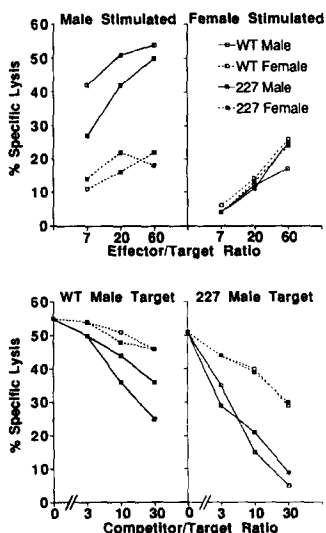 Male Stimulated Female Stimulated
60
50
40
30
20
10
0
% Specific Lysis
WT Male
WT Female
227 Male
227 Female
7 20 60 7 20 60
Effector/Target Ratio
WT Male Target 227 Male Target
60
50
40
30
20
10
0
% Specific Lysis
0 3 10 30 0 3 10 30
Competitor/Target Ratio